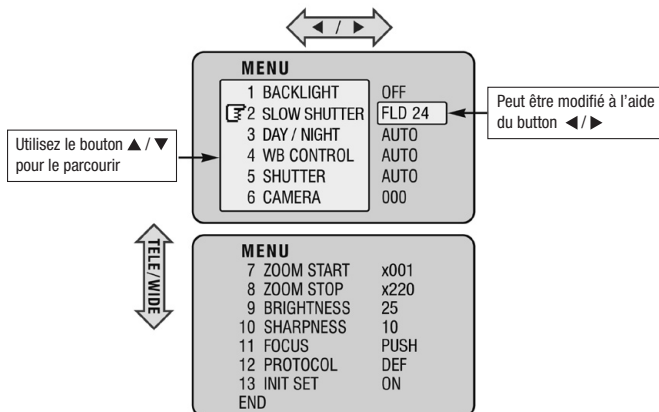 ◀ / ▶
MENU
1 BACKLIGHT OFF
2 SLOW SHUTTER FLD 24
3 DAY / NIGHT AUTO
4 WB CONTROL AUTO
5 SHUTTER AUTO
6 CAMERA 000
Peut être modifié à l'aide
du button ◀ / ▶
Utilisez le bouton ▲ / ▼
pour le parcourir
TELE/WIDE
MENU
7 ZOOM START x001
8 ZOOM STOP x220
9 BRIGHTNESS 25
10 SHARPNESS 10
11 FOCUS PUSH
12 PROTOCOL DEF
13 INIT SET ON
END